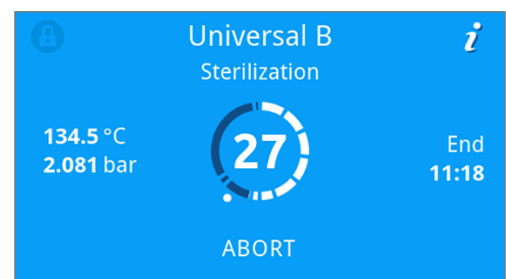 Universal B
i
Sterilization
134.5 °C
2.081 bar
27
End
11:18
ABORT